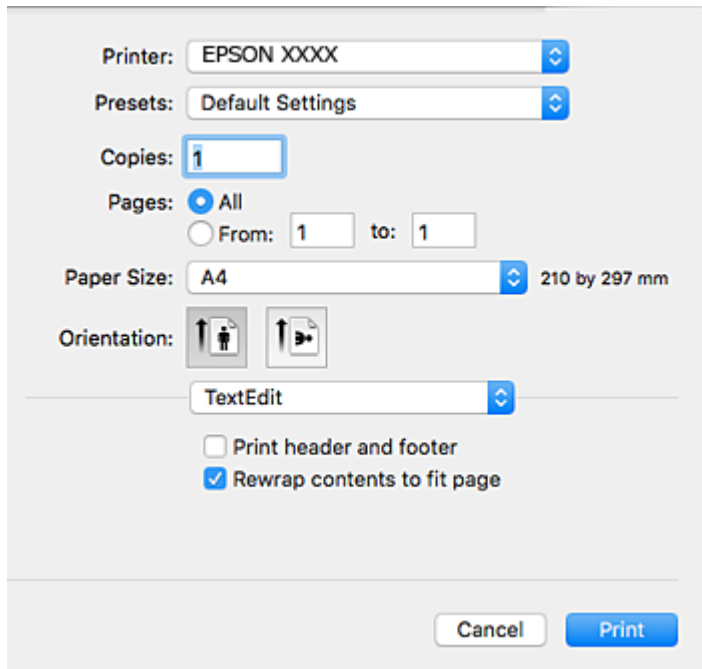 Printer: EPSON XXXX
Presets: Default Settings
Copies: 1
Pages: All
From: 1 to: 1
Paper Size: A4 210 by 297 mm
Orientation:
TextEdit
Print header and footer
Rewrap contents to fit page
Cancel Print